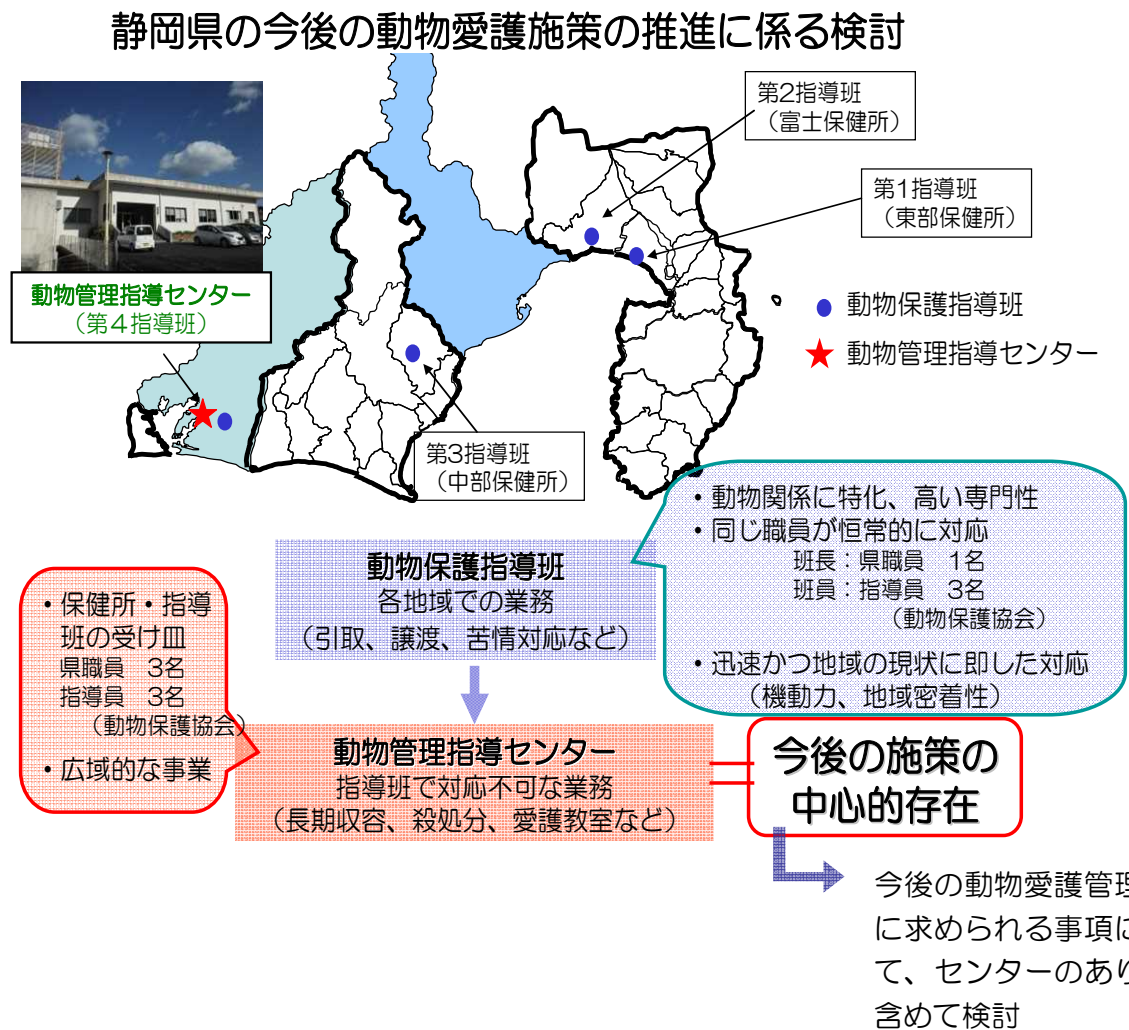 静岡県の今後の動物愛護施策の推進に係る検討
第2指導班
（富士保健所）
第1指導班
（東部保健所）
動物管理指導センター
（第４指導班）
動物保護指導班
動物管理指導センター
第3指導班
（中部保健所）
・動物関係に特化、高い専門性
・同じ職員が恒常的に対応
班長：県職員　1名
班員：指導員　3名
（動物保護協会）
・迅速かつ地域の現状に即した対応
（機動力、地域密着性）
動物保護指導班
各地域での業務
（引取、譲渡、苦情対応など）
・保健所・指導
班の受け皿
県職員　3名
指導員　3名
（動物保護協会）
・広域的な事業
動物管理指導センター
指導班で対応不可な業務
（長期収容、殺処分、愛護教室など）
今後の施策の
中心的存在
今後の動物愛護管理
に求められる事項に
て、センターのあり
含めて検討